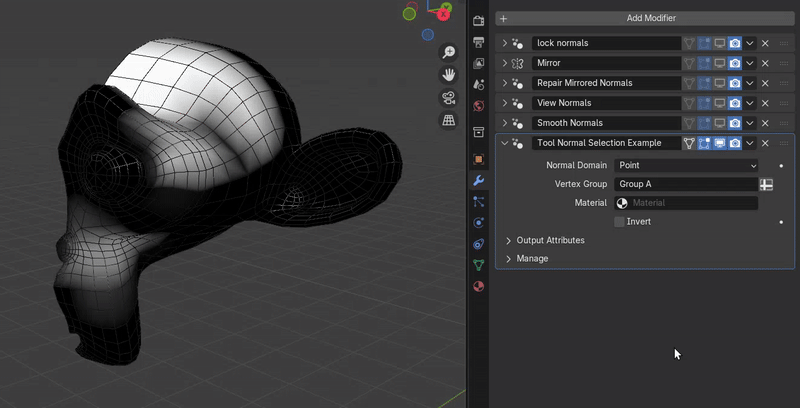 Add Modifier
lock normals
Mirror
Repair Mirrored Normals
View Normals
Smooth Normals
Tool Normal Selection Example
Normal Domain Point
Vertex Group Group A
Material Material
Invert
Output Attributes
Manage